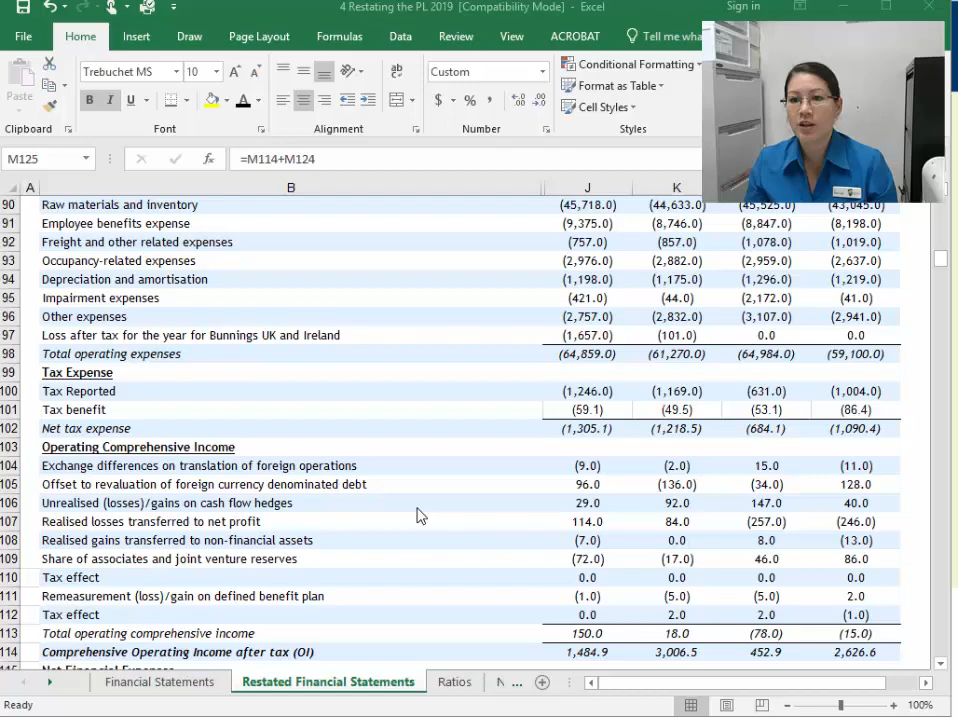 4 Restating the PL 2019 [Compatibility Mode] - Excel
Sign in
File Home Insert Draw Page Layout Formulas Data Review View ACROBAT Tell me wha
Paste
Trebuchet MS 10
B I U A
Custom
$ % ,
Conditional Formatting
Format as Table
Cell Styles
Clipboard Font Alignment Number Styles
M125 fx =M114+M124
A B J K
90 Raw materials and inventory (45,718.0) (44,633.0) (45,525.0) (43,045.0)
91 Employee benefits expense (9,375.0) (8,746.0) (8,847.0) (8,198.0)
92 Freight and other related expenses (757.0) (857.0) (1,078.0) (1,019.0)
93 Occupancy-related expenses (2,976.0) (2,882.0) (2,959.0) (2,637.0)
94 Depreciation and amortisation (1,198.0) (1,175.0) (1,296.0) (1,219.0)
95 Impairment expenses (421.0) (44.0) (2,172.0) (41.0)
96 Other expenses (2,757.0) (2,832.0) (3,107.0) (2,941.0)
97 Loss after tax for the year for Bunnings UK and Ireland (1,657.0) (101.0) 0.0 0.0
98 Total operating expenses (64,859.0) (61,270.0) (64,984.0) (59,100.0)
99 Tax Expense
100 Tax Reported (1,246.0) (1,169.0) (631.0) (1,004.0)
101 Tax benefit (59.1) (49.5) (53.1) (86.4)
102 Net tax expense (1,305.1) (1,218.5) (684.1) (1,090.4)
103 Operating Comprehensive Income
104 Exchange differences on translation of foreign operations (9.0) (2.0) 15.0 (11.0)
105 Offset to revaluation of foreign currency denominated debt 96.0 (136.0) (34.0) 128.0
106 Unrealised (losses)/gains on cash flow hedges 29.0 92.0 147.0 40.0
107 Realised losses transferred to net profit 114.0 84.0 (257.0) (246.0)
108 Realised gains transferred to non-financial assets (7.0) 0.0 8.0 (13.0)
109 Share of associates and joint venture reserves (72.0) (17.0) 46.0 86.0
110 Tax effect 0.0 0.0 0.0 0.0
111 Remeasurement (loss)/gain on defined benefit plan (1.0) (5.0) (5.0) 2.0
112 Tax effect 0.0 2.0 2.0 (1.0)
113 Total operating comprehensive income 150.0 18.0 (78.0) (15.0)
114 Comprehensive Operating Income after tax (OI) 1,484.9 3,006.5 452.9 2,626.6
115 Net Financial Expenses
Financial Statements Restated Financial Statements Ratios N ...
Ready 100%